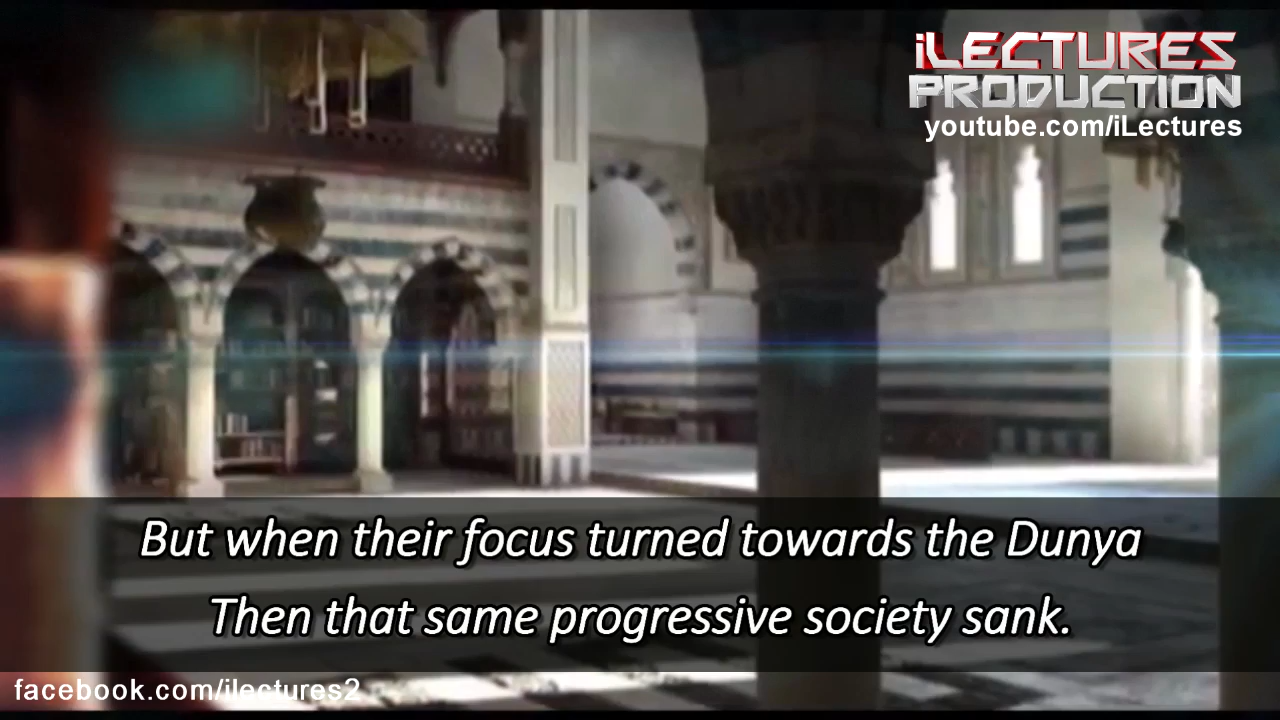 iLECTURES
PRODUCTION
youtube.com/iLectures
But when their focus turned towards the Dunya
Then that same progressive society sank.
facebook.com/ilectures2